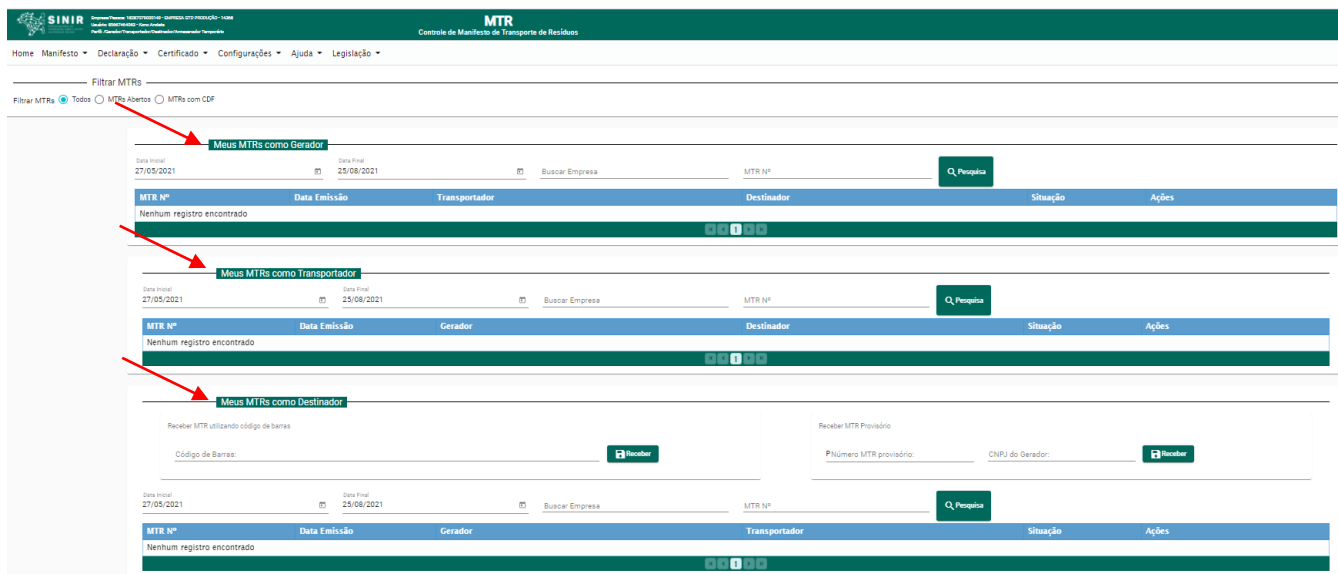 SINIR
MTR
Controle de Manifesto de Transporte de Resíduos
Home Manifesto Declaração Certificado Configurações Ajuda Legislação
Filtrar MTRs
Filtrar MTRs Todos MTRs Abertos MTRs com CDF
Meus MTRs como Gerador
Data Inicial Data Final
27/05/2021 25/08/2021 Buscar Empresa MTR Nº Pesquisa
MTR Nº Data Emissão Transportador Destinador Situação Ações
Nenhum registro encontrado
1
Meus MTRs como Transportador
Data Inicial Data Final
27/05/2021 25/08/2021 Buscar Empresa MTR Nº Pesquisa
MTR Nº Data Emissão Gerador Destinador Situação Ações
Nenhum registro encontrado
1
Meus MTRs como Destinador
Receber MTR utilizando código de barras Receber MTR Provisório
Código de Barras: Receber PNúmero MTR provisório: CNPJ do Gerador: Receber
Data Inicial Data Final
27/05/2021 25/08/2021 Buscar Empresa MTR Nº Pesquisa
MTR Nº Data Emissão Gerador Transportador Situação Ações
Nenhum registro encontrado
1